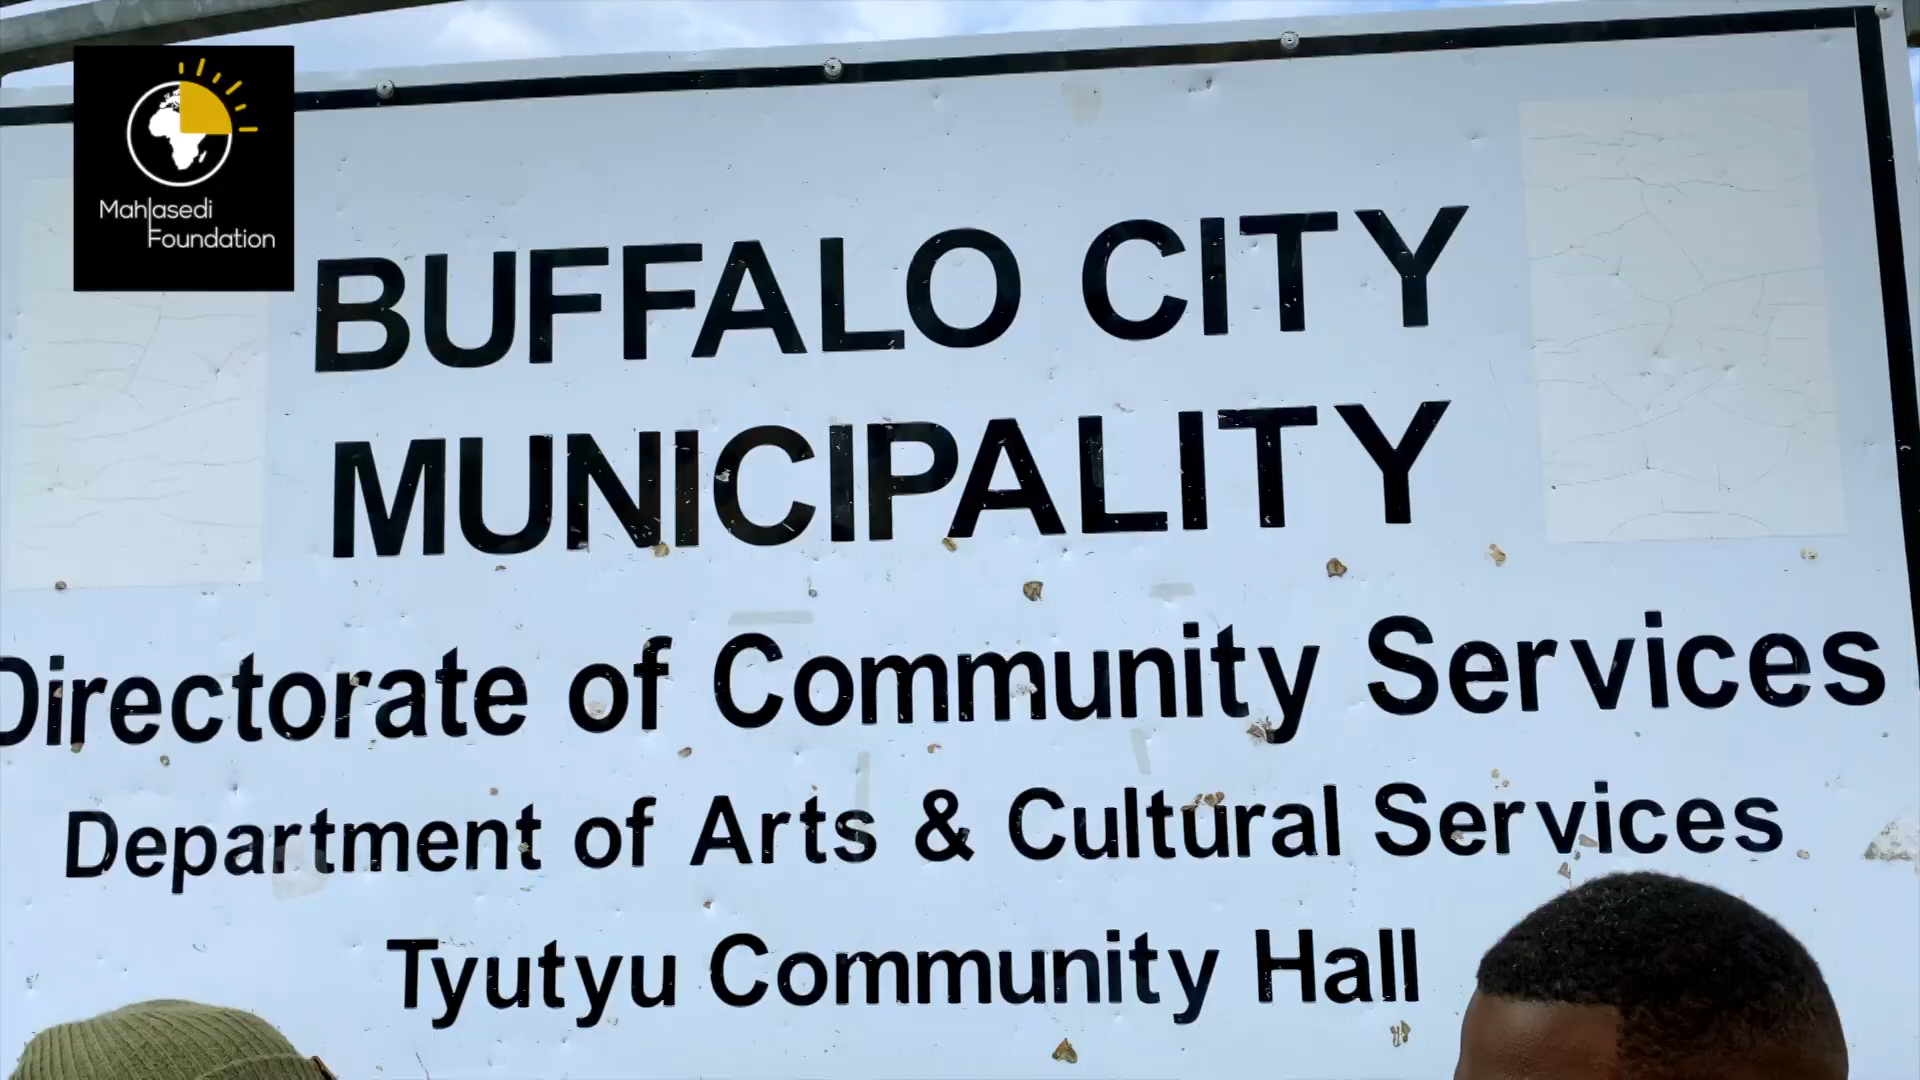 Mahlasedi
Foundation
BUFFALO CITY
MUNICIPALITY
Directorate of Community Services
Department of Arts & Cultural Services
Tyutyu Community Hall